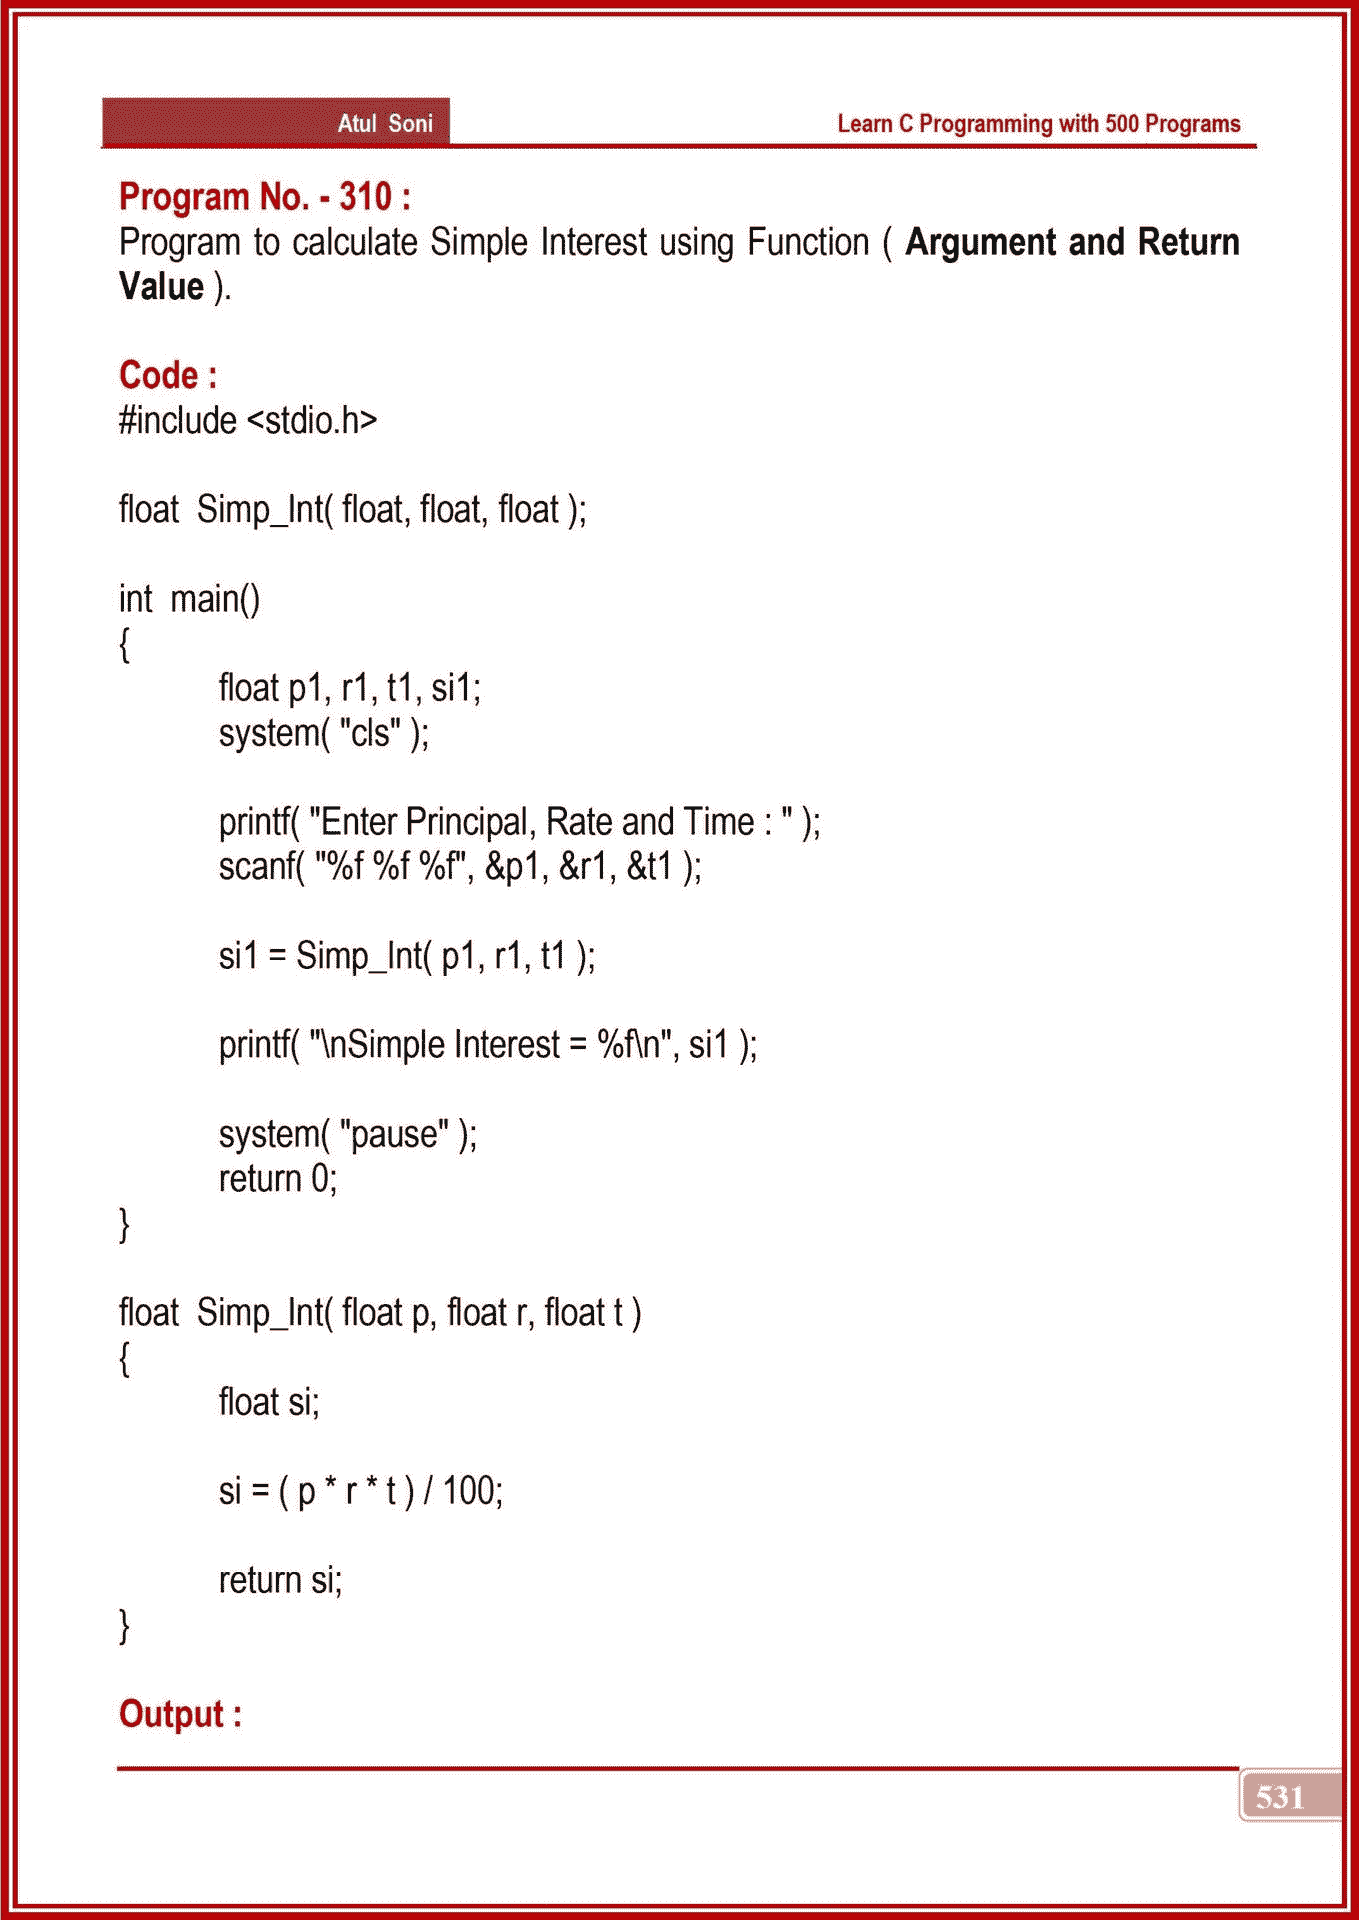 Atul Soni
Learn C Programming with 500 Programs
Program No. - 310 :
Program to calculate Simple Interest using Function ( Argument and Return
Value ).
Code :
#include <stdio.h>
float Simp_Int( float, float, float );
int main()
{
float p1, r1, t1, si1;
system( "cls" );
printf( "Enter Principal, Rate and Time : " );
scanf( "%f %f %f", &p1, &r1, &t1 );
si1 = Simp_Int( p1, r1, t1 );
printf( "\nSimple Interest = %f\n", si1 );
system( "pause" );
return 0;
}
float Simp_Int( float p, float r, float t )
{
float si;
si = ( p * r * t ) / 100;
return si;
}
Output :
531